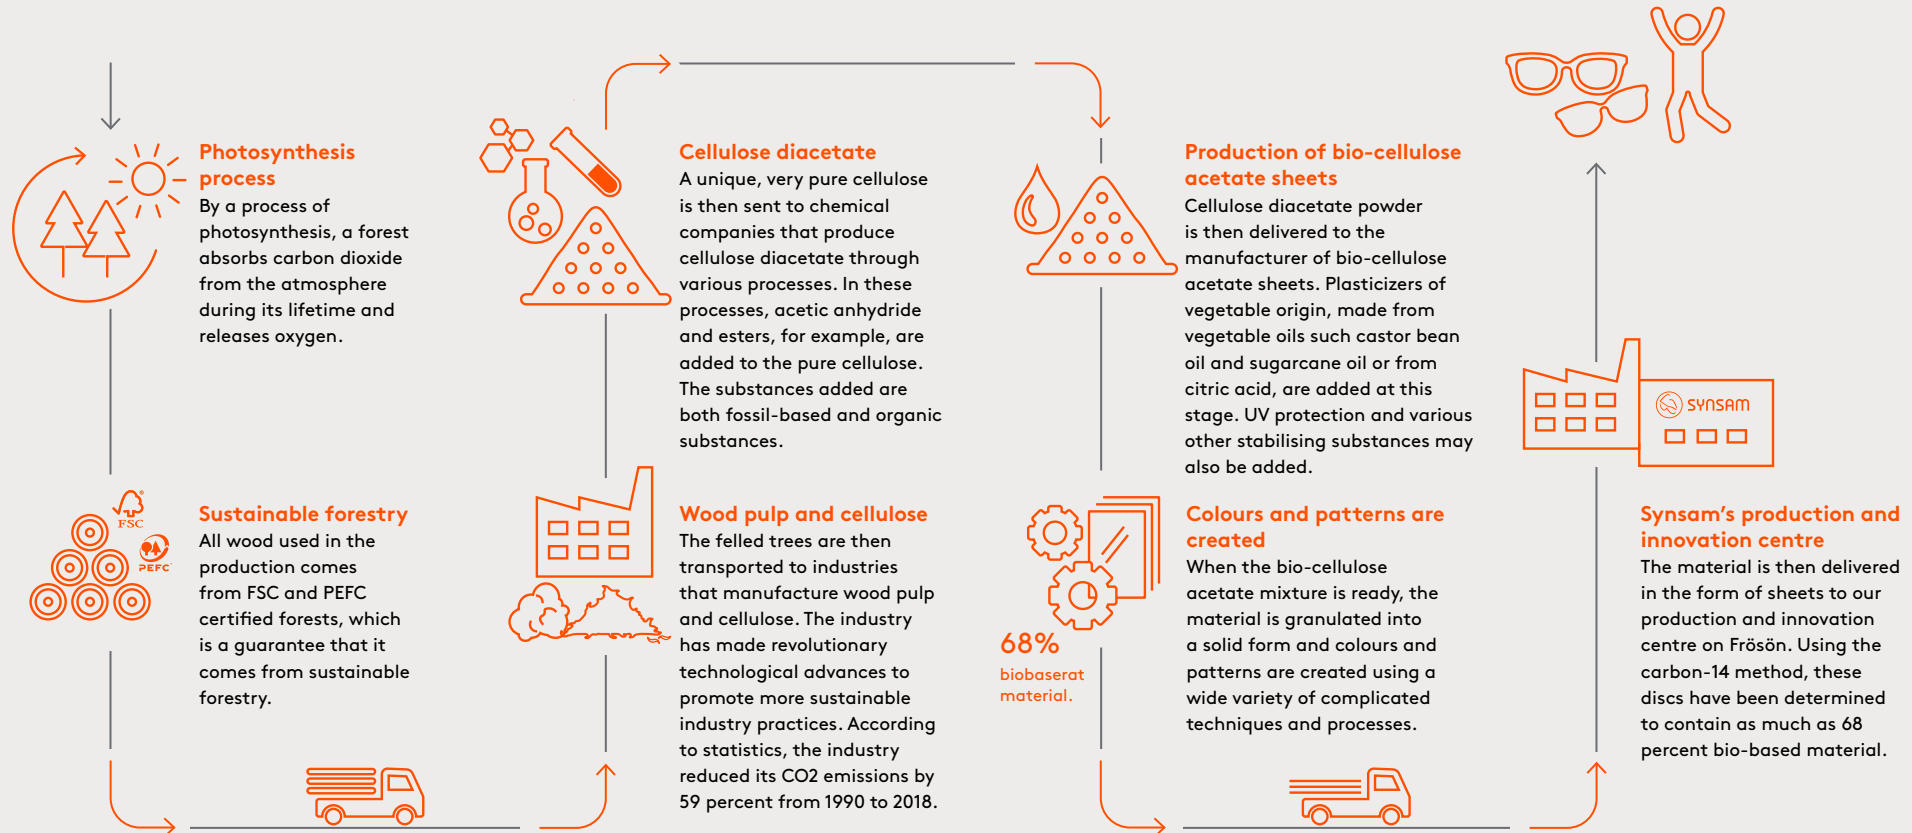 Photosynthesis
process
By a process of
photosynthesis, a forest
absorbs carbon dioxide
from the atmosphere
during its lifetime and
releases oxygen.
FSC
®
PEFC
Sustainable forestry
All wood used in the
production comes
from FSC and PEFC
certified forests, which
is a guarantee that it
comes from sustainable
forestry.
Wood pulp and cellulose
The felled trees are then
transported to industries
that manufacture wood pulp
and cellulose. The industry
has made revolutionary
technological advances to
promote more sustainable
industry practices. According
to statistics, the industry
reduced its CO2 emissions by
59 percent from 1990 to 2018.
Cellulose diacetate
A unique, very pure cellulose
is then sent to chemical
companies that produce
cellulose diacetate through
various processes. In these
processes, acetic anhydride
and esters, for example, are
added to the pure cellulose.
The substances added are
both fossil-based and organic
substances.
Production of bio-cellulose
acetate sheets
Cellulose diacetate powder
is then delivered to the
manufacturer of bio-cellulose
acetate sheets. Plasticizers of
vegetable origin, made from
vegetable oils such castor bean
oil and sugarcane oil or from
citric acid, are added at this
stage. UV protection and various
other stabilising substances may
also be added.
68%
biobaserat
material.
Colours and patterns are
created
When the bio-cellulose
acetate mixture is ready, the
material is granulated into
a solid form and colours and
patterns are created using a
wide variety of complicated
techniques and processes.
SYNSAM
Synsam's production and
innovation centre
The material is then delivered
in the form of sheets to our
production and innovation
centre on Frösön. Using the
carbon-14 method, these
discs have been determined
to contain as much as 68
percent bio-based material.